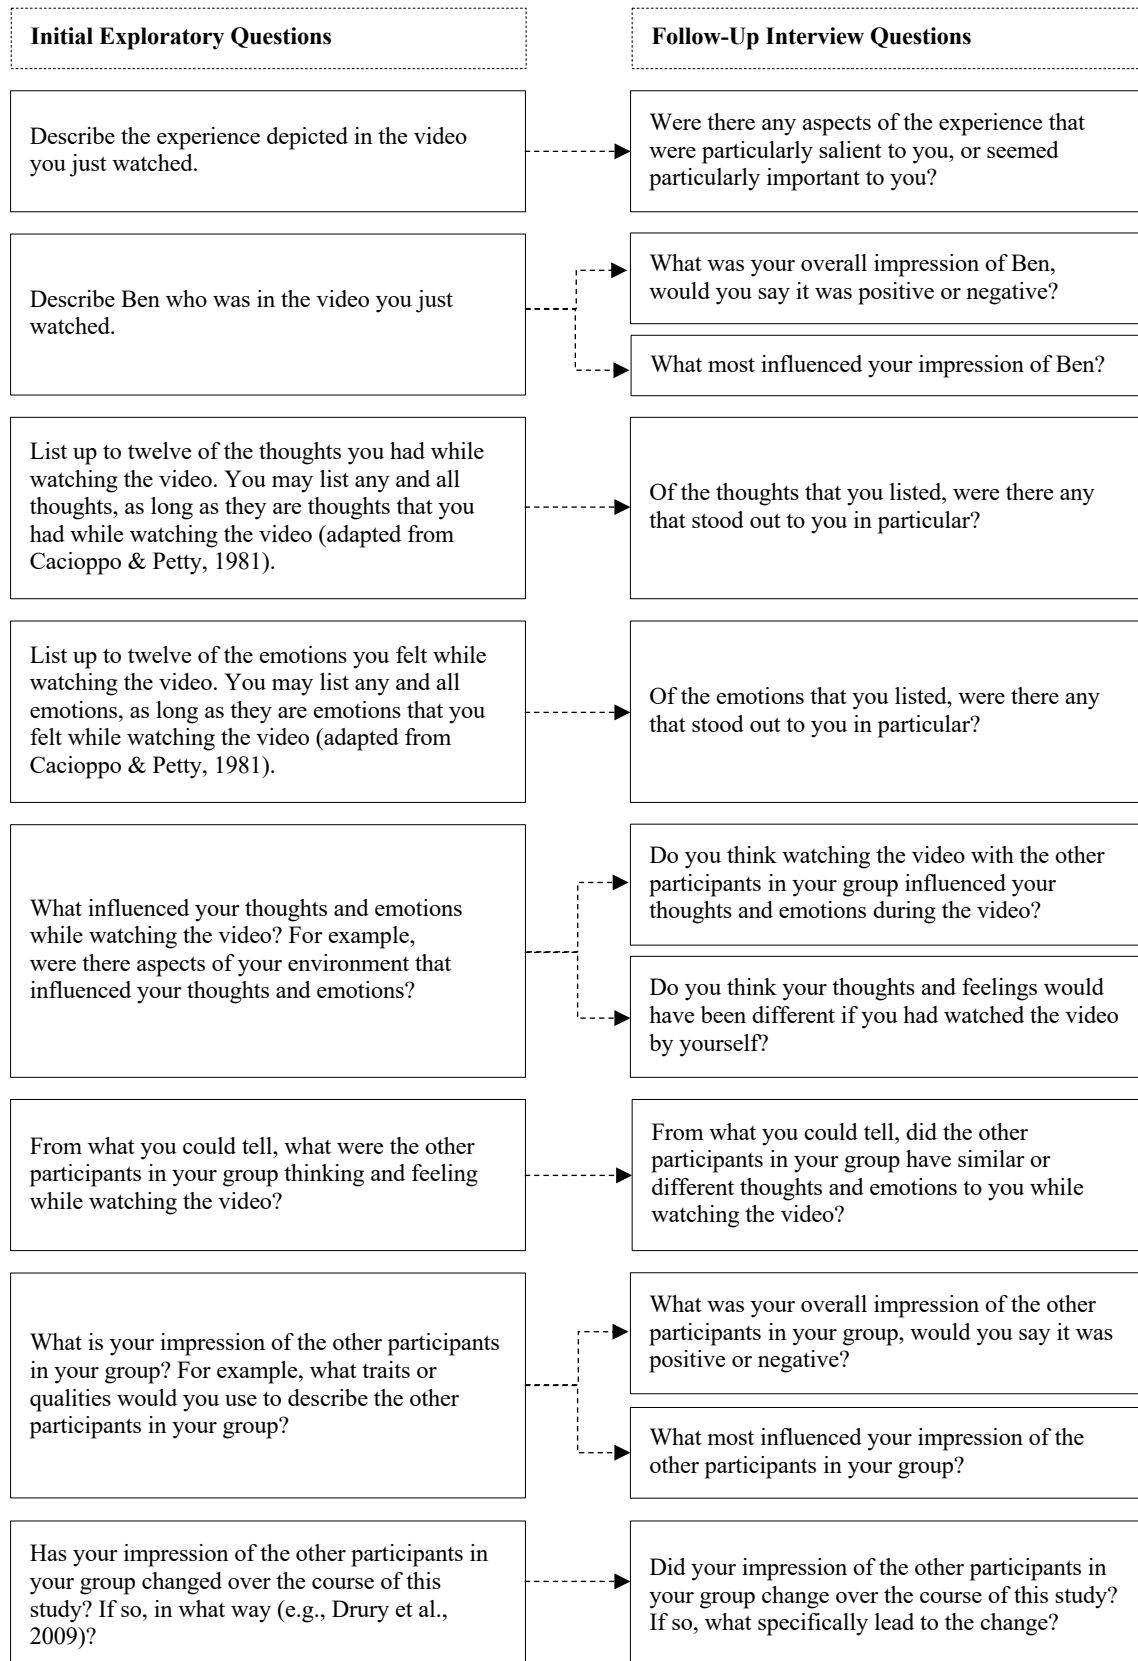 Initial Exploratory Questions
Follow-Up Interview Questions
Describe the experience depicted in the video
you just watched.
Were there any aspects of the experience that
were particularly salient to you, or seemed
particularly important to you?
Describe Ben who was in the video you just
watched.
What was your overall impression of Ben,
would you say it was positive or negative?
What most influenced your impression of Ben?
List up to twelve of the thoughts you had while
watching the video. You may list any and all
thoughts, as long as they are thoughts that you
had while watching the video (adapted from
Cacioppo & Petty, 1981).
Of the thoughts that you listed, were there any
that stood out to you in particular?
List up to twelve of the emotions you felt while
watching the video. You may list any and all
emotions, as long as they are emotions that you
felt while watching the video (adapted from
Cacioppo & Petty, 1981).
Of the emotions that you listed, were there any
that stood out to you in particular?
What influenced your thoughts and emotions
while watching the video? For example,
were there aspects of your environment that
influenced your thoughts and emotions?
Do you think watching the video with the other
participants in your group influenced your
thoughts and emotions during the video?
Do you think your thoughts and feelings would
have been different if you had watched the video
by yourself?
From what you could tell, what were the other
participants in your group thinking and feeling
while watching the video?
From what you could tell, did the other
participants in your group have similar or
different thoughts and emotions to you while
watching the video?
What is your impression of the other participants
in your group? For example, what traits or
qualities would you use to describe the other
participants in your group?
What was your overall impression of the other
participants in your group, would you say it was
positive or negative?
What most influenced your impression of the
other participants in your group?
Has your impression of the other participants in
your group changed over the course of this
study? If so, in what way (e.g., Drury et al.,
2009)?
Did your impression of the other participants in
your group change over the course of this study?
If so, what specifically lead to the change?